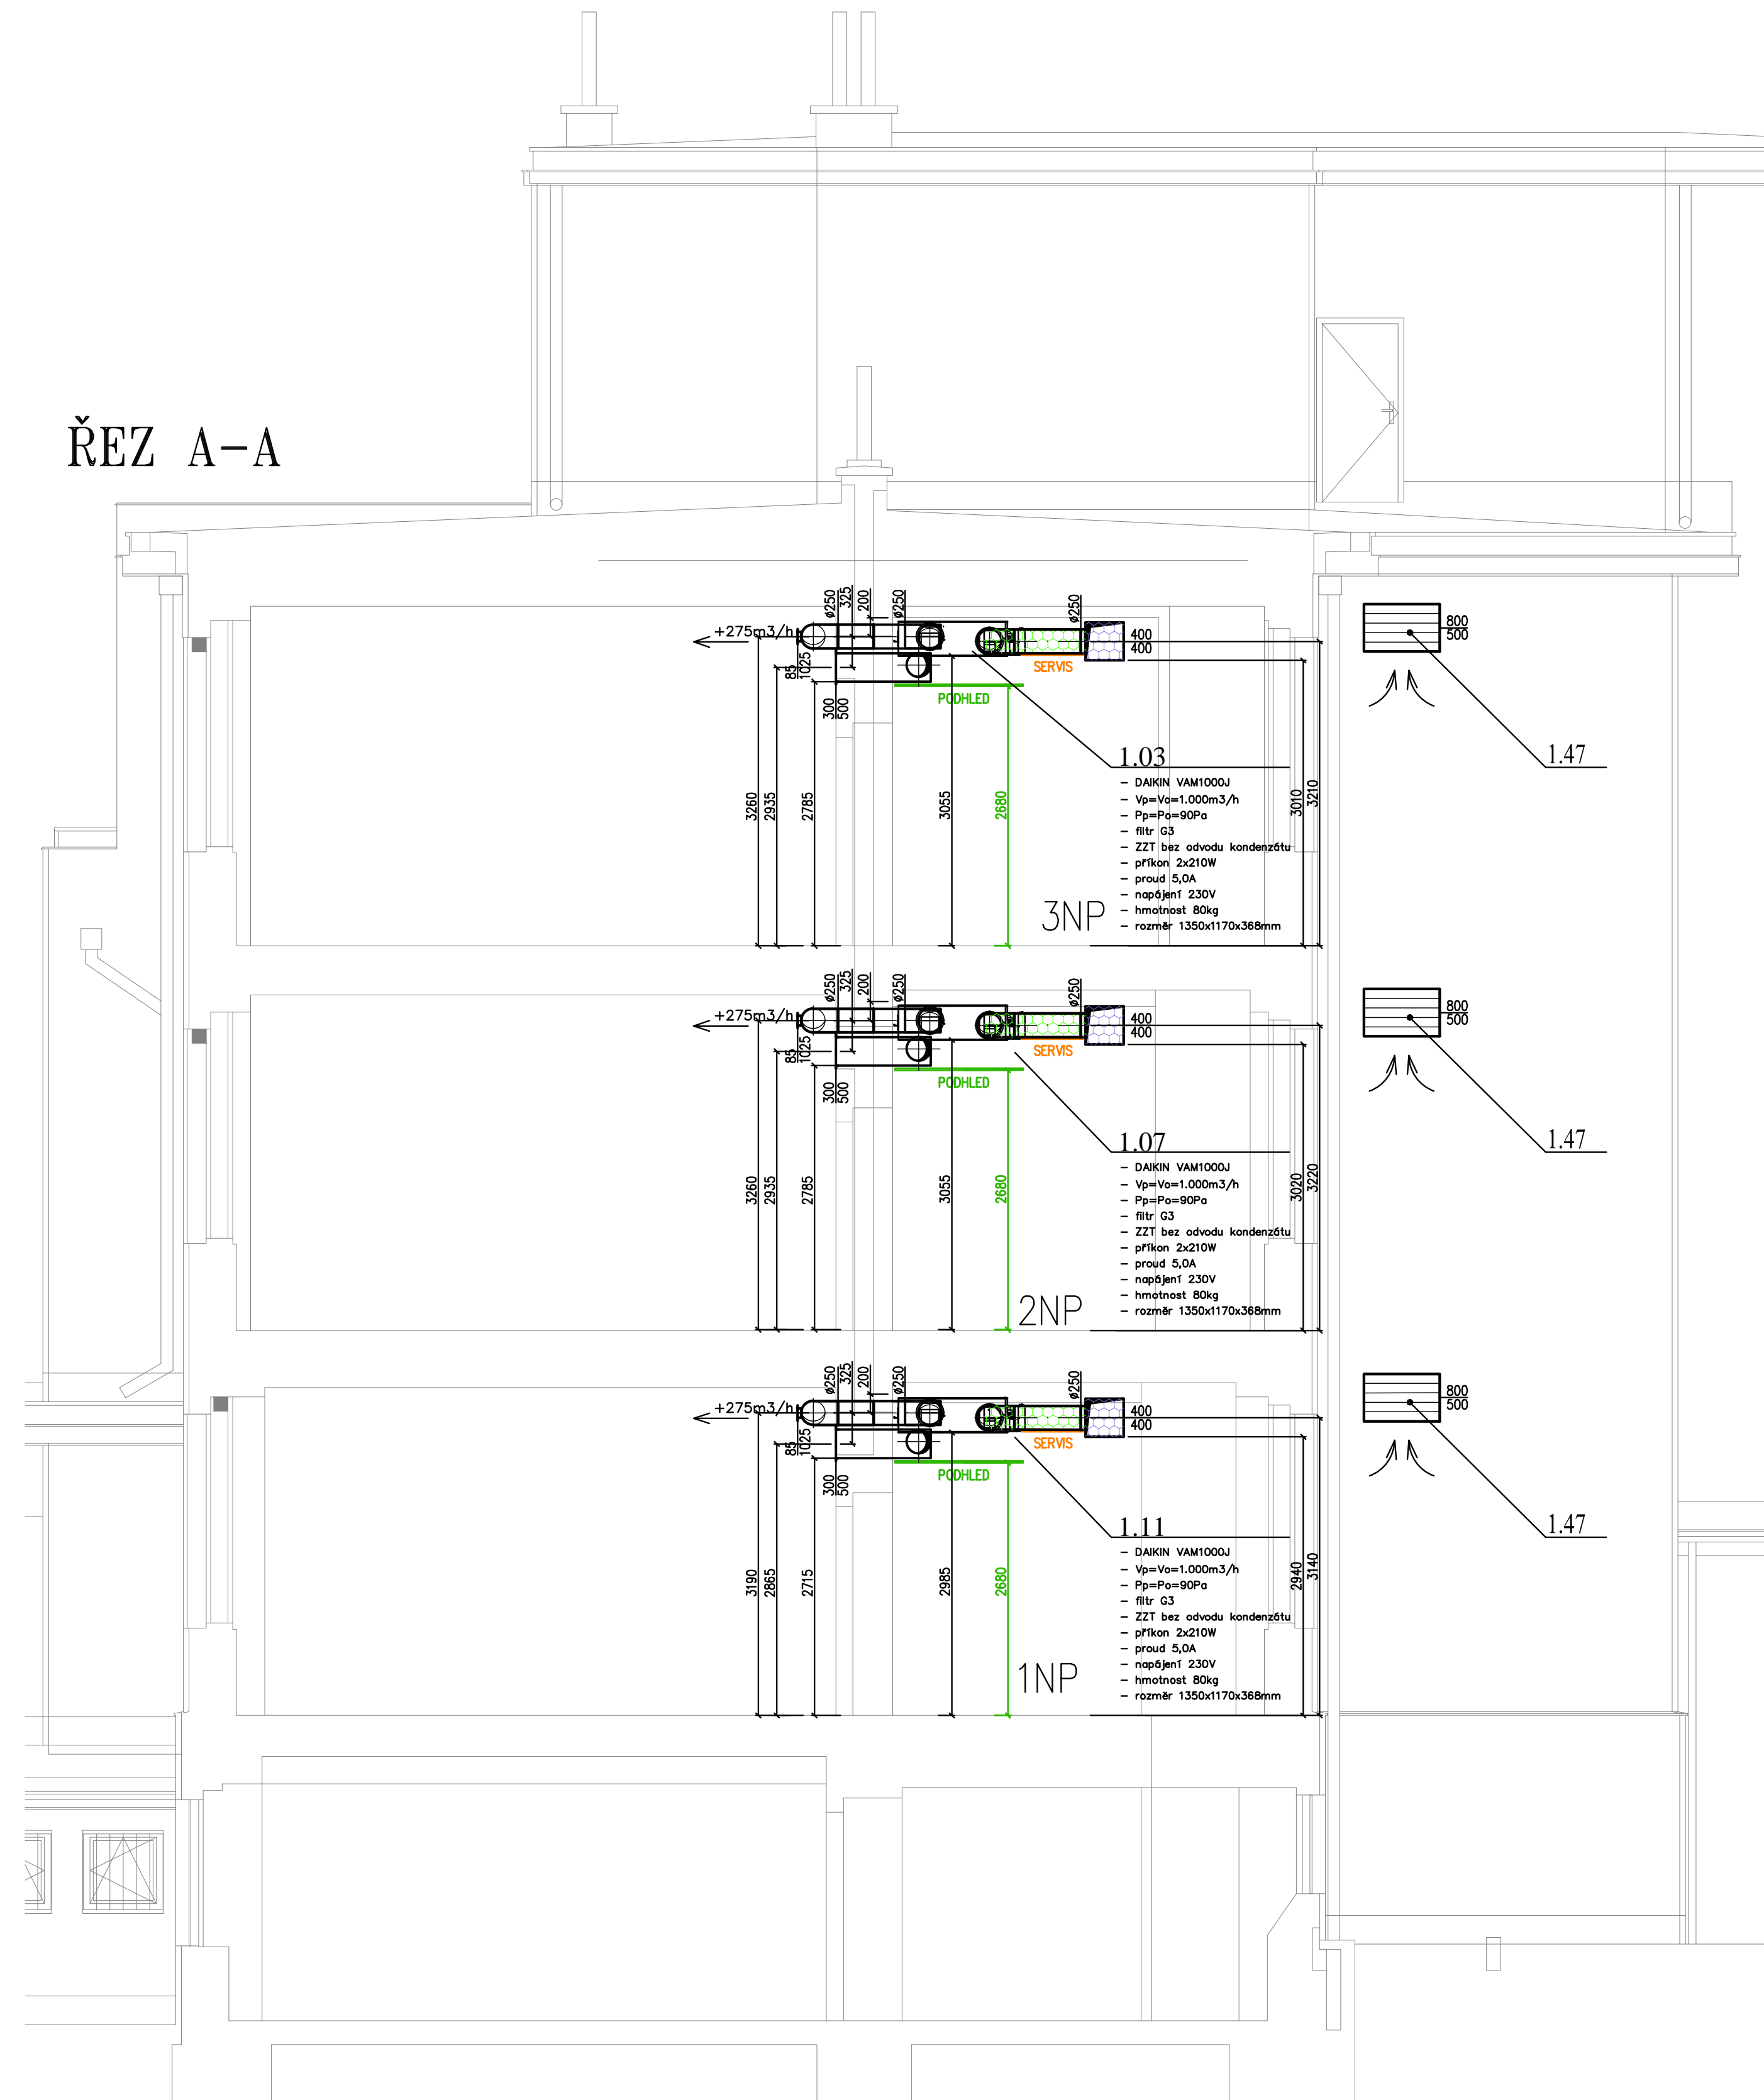 ŘEZ A-A
ø250
325
200
ø250
ø250
+275m3/h
85
1025
300
500
400
400
SERVIS
PODHLED
800
500
1.47
3260
2935
2785
3055
2680
3010
3210
1.03
- DAIKIN VAM1000J
- Vp=Vo=1.000m3/h
- Pp=Po=90Pa
- filtr G3
- ZZT bez odvodu kondenzátu
- příkon 2x210W
- proud 5,0A
- napájení 230V
- hmotnost 80kg
- rozměr 1350x1170x368mm
3NP
ø250
325
200
ø250
ø250
+275m3/h
85
1025
300
500
400
400
SERVIS
PODHLED
800
500
1.47
3260
2935
2785
3055
2680
3020
3220
1.07
- DAIKIN VAM1000J
- Vp=Vo=1.000m3/h
- Pp=Po=90Pa
- filtr G3
- ZZT bez odvodu kondenzátu
- příkon 2x210W
- proud 5,0A
- napájení 230V
- hmotnost 80kg
- rozměr 1350x1170x368mm
2NP
ø250
325
200
ø250
ø250
+275m3/h
85
1025
300
500
400
400
SERVIS
PODHLED
800
500
1.47
3190
2865
2715
2985
2680
2940
3140
1.11
- DAIKIN VAM1000J
- Vp=Vo=1.000m3/h
- Pp=Po=90Pa
- filtr G3
- ZZT bez odvodu kondenzátu
- příkon 2x210W
- proud 5,0A
- napájení 230V
- hmotnost 80kg
- rozměr 1350x1170x368mm
1NP